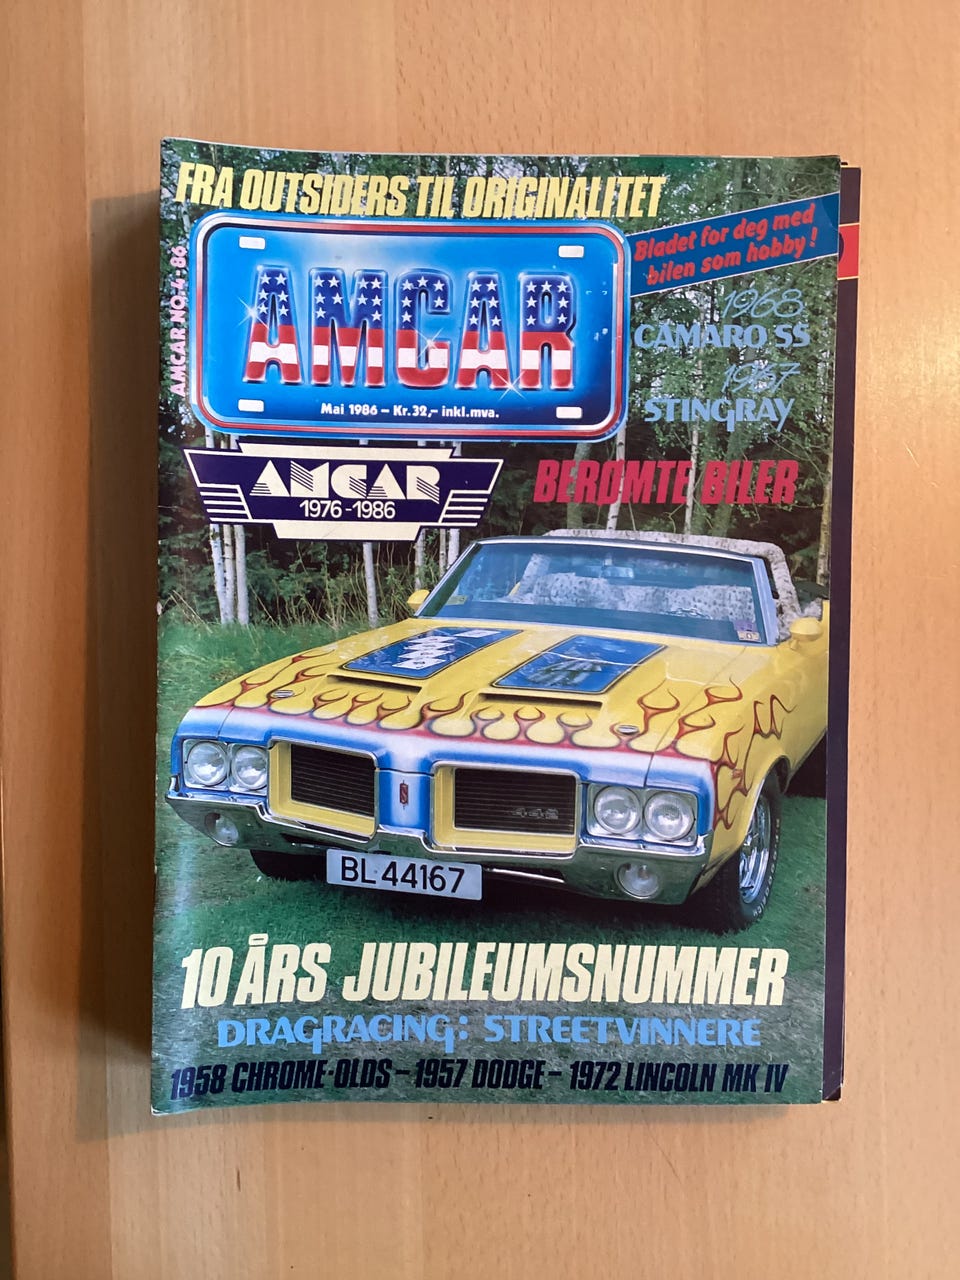 FRA OUTSIDERS TIL ORIGINALITET
Bladet for deg med
bilen som hobby!
AMCAR NO. 4-86
AMCAR
Mai 1986 – Kr. 32,– inkl.mva.
1968
CAMARO SS
1967
STINGRAY
AMCAR
1976-1986
BERØMTE BILER
442
BL 44167
10 ÅRS JUBILEUMSNUMMER
DRAGRACING: STREETVINNERE
1958 CHROME-OLDS – 1957 DODGE – 1972 LINCOLN MK IV